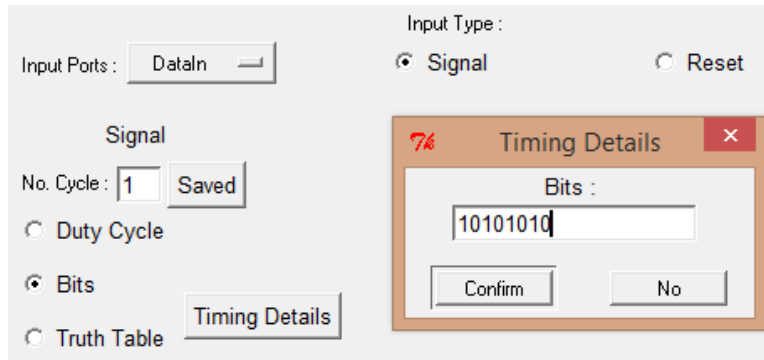 Input Type :
Input Ports : DataIn
Signal
Reset
Signal
No. Cycle : 1 Saved
Duty Cycle
Bits
Truth Table
Timing Details
Timing Details
Bits :
10101010
Confirm No